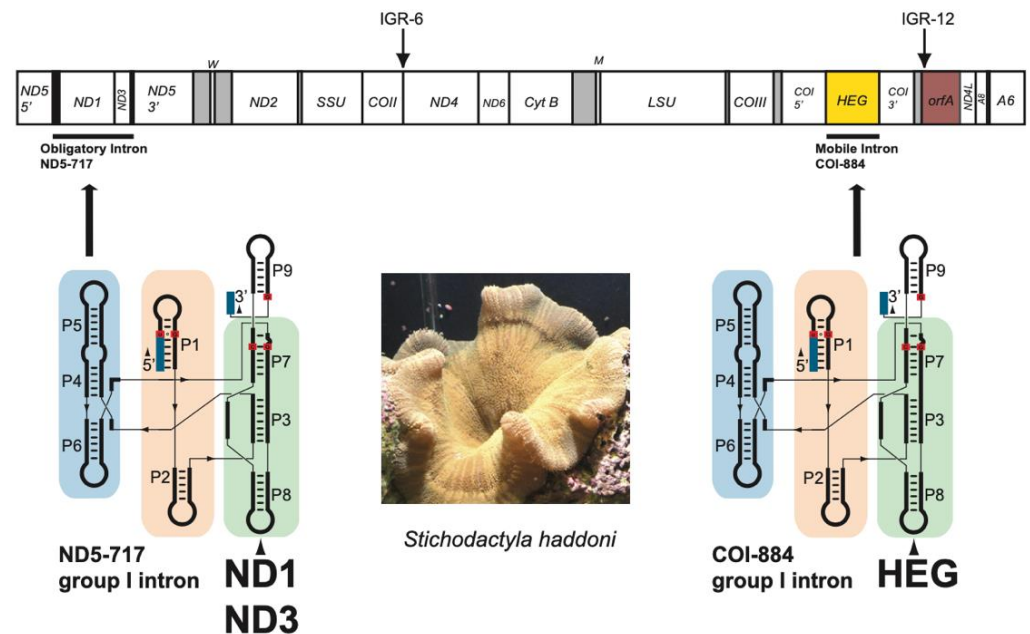 IGR-6
IGR-12
W
M
ND5 5’
ND1
ND3
ND5 3’
ND2
SSU
COII
ND4
ND6
Cyt B
LSU
COIII
COI 5’
HEG
COI 3’
orfA
ND4L
A8
A6
Obligatory Intron
ND5-717
Mobile Intron
COI-884
P9
3’
P5
P1
P7
5’
P4
P3
P6
P2
P8
P9
3’
P5
P1
P7
5’
P4
P3
P6
P2
P8
Stichodactyla haddoni
ND5-717
group I intron
ND1
ND3
COI-884
group I intron
HEG